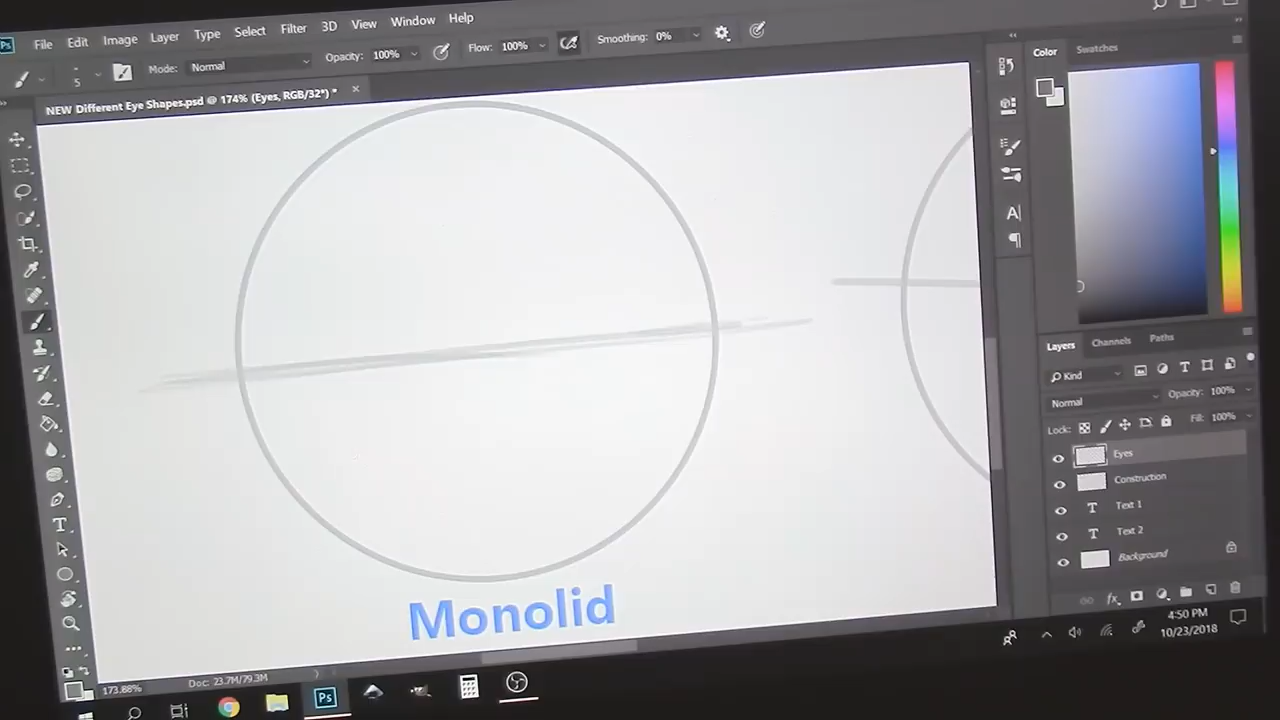 Ps File Edit Image Layer Type Select Filter 3D View Window Help
5 Mode: Normal Opacity: 100% Flow: 100% Smoothing: 0%
NEW Different Eye Shapes.psd @ 174% (Eyes, RGB/32*) *
Color Swatches
Layers Channels Paths
Kind
Normal Opacity: 100%
Lock: Fill: 100%
Eyes
Construction
T Text 1
T Text 2
Background
Monolid
173.88% Doc: 23.7M/79.3M
Ps
4:50 PM
10/23/2018